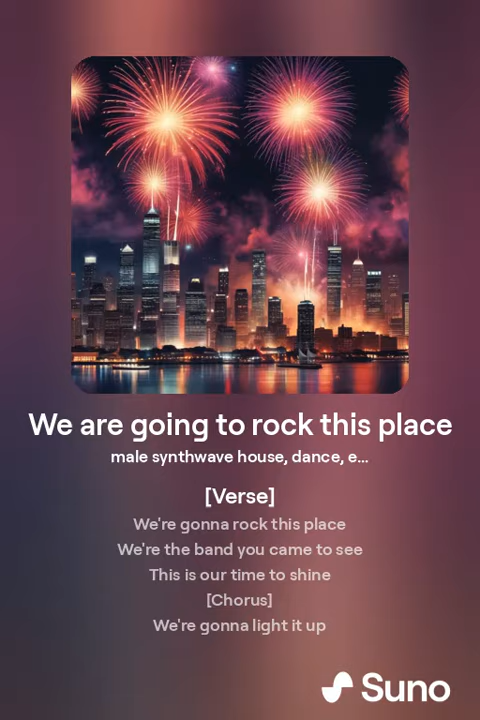 We are going to rock this place
male synthwave house, dance, e...
[Verse]
We're gonna rock this place
We're the band you came to see
This is our time to shine
[Chorus]
We're gonna light it up
Suno